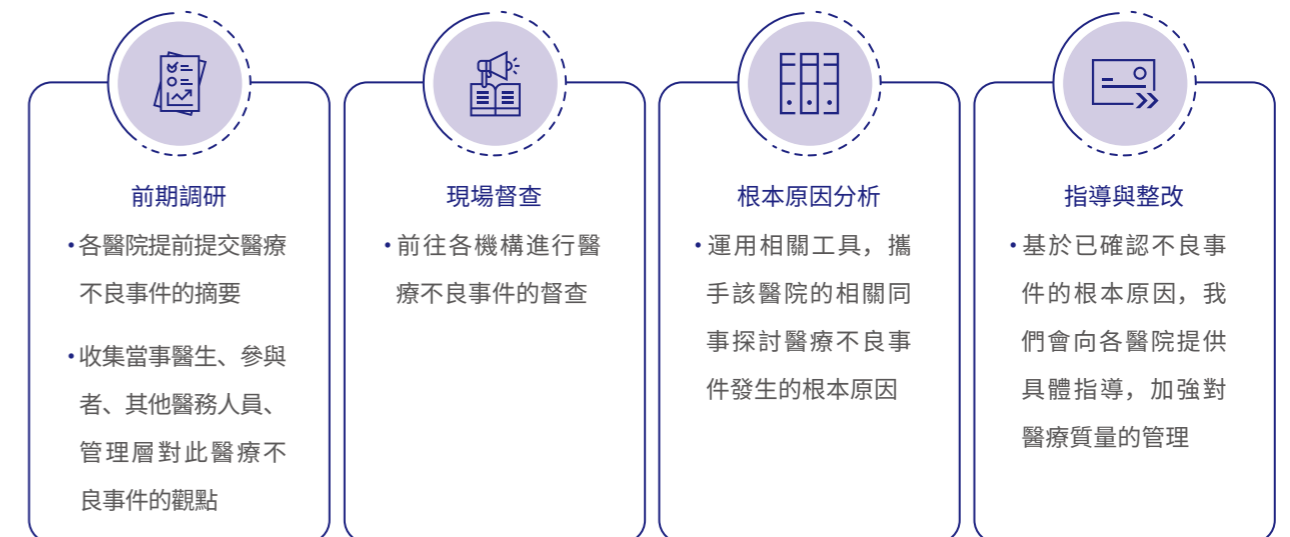 前期調研
•各醫院提前提交醫療
不良事件的摘要
•收集當事醫生、參與
者、其他醫務人員、
管理層對此醫療不
良事件的觀點
現場督查
•前往各機構進行醫
療不良事件的督查
根本原因分析
•運用相關工具，攜
手該醫院的相關同
事探討醫療不良事
件發生的根本原因
指導與整改
•基於已確認不良事
件的根本原因，我
們會向各醫院提供
具體指導，加強對
醫療質量的管理